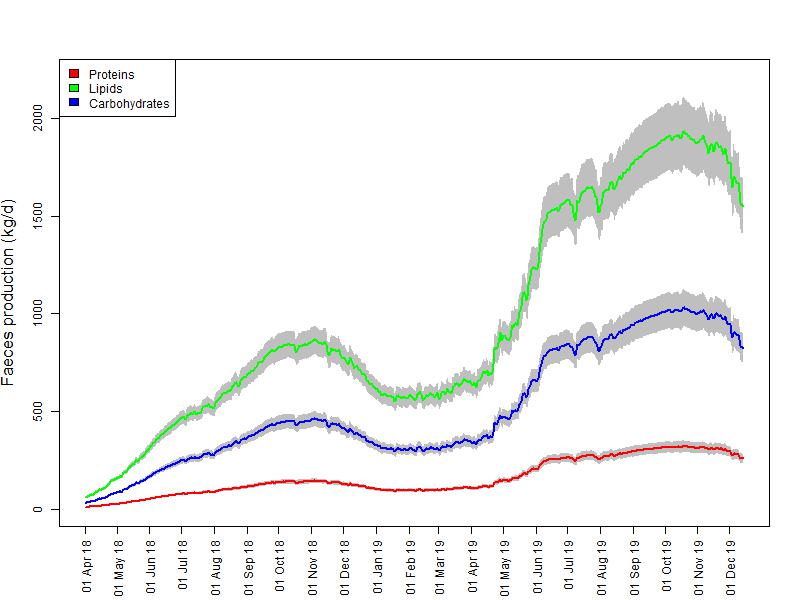 Proteins
Lipids
Carbohydrates
Faeces production (kg/d)
2000
1500
1000
500
0
01 Apr 18
01 May 18
01 Jun 18
01 Jul 18
01 Aug 18
01 Sep 18
01 Oct 18
01 Nov 18
01 Dec 18
01 Jan 19
01 Feb 19
01 Mar 19
01 Apr 19
01 May 19
01 Jun 19
01 Jul 19
01 Aug 19
01 Sep 19
01 Oct 19
01 Nov 19
01 Dec 19